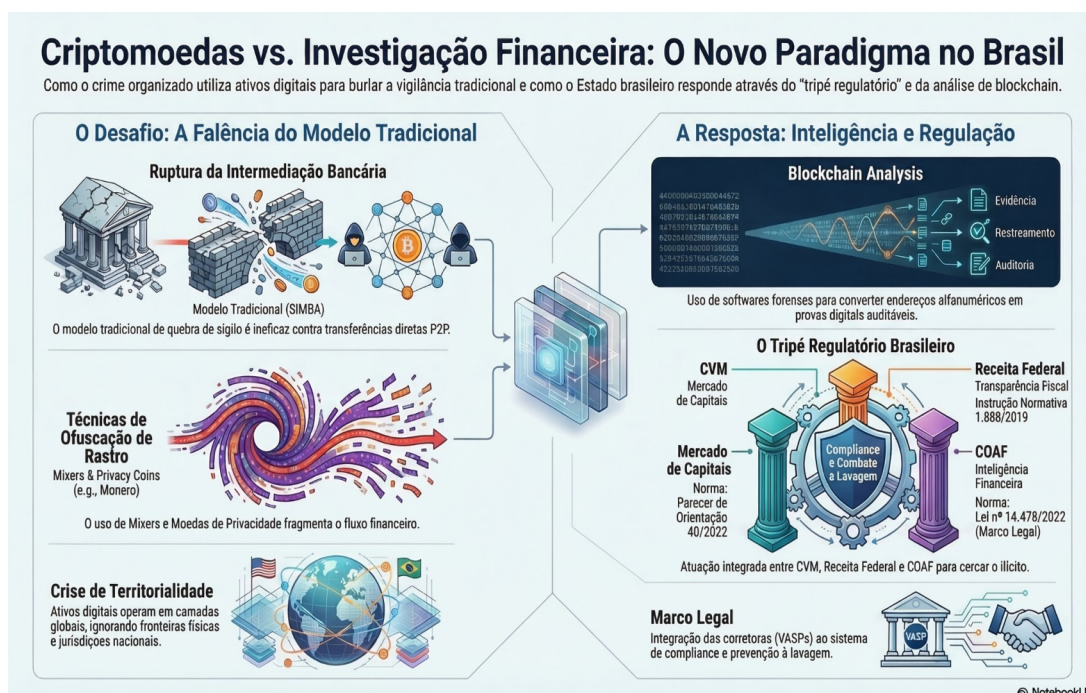 Criptomoedas vs. Investigação Financeira: O Novo Paradigma no Brasil
Como o crime organizado utiliza ativos digitais para burlar a vigilância tradicional e como o Estado brasileiro responde através do “tripé regulatório” e da análise de blockchain.
O Desafio: A Falência do Modelo Tradicional
Ruptura da Intermediação Bancária
Modelo Tradicional (SIMBA)
O modelo tradicional de quebra de sigilo é ineficaz contra transferências diretas P2P.
Técnicas de
Ofuscação de
Rastro
Mixers & Privacy Coins
(e.g., Monero)
O uso de Mixers e Moedas de Privacidade fragmenta o fluxo financeiro.
Crise de Territorialidade
Ativos digitais operam em camadas
globais, ignorando fronteiras físicas
e jurisdições nacionais.
A Resposta: Inteligência e Regulação
Blockchain Analysis
Evidência
Restreamento
Auditoria
Uso de softwares forenses para converter endereços alfanuméricos em
provas digitals auditáveis.
O Tripé Regulatório Brasileiro
CVM
Mercado
de Capitais
Receita Federal
Transparência Fiscal
Instrução Normativa
1.888/2019
Mercado
de Capitais
Norma:
Parecer de
Orientação
40/2022
Compliance
e Combate
a Lavagem
COAF
Inteligência
Financeira
Norma:
Lei nº 14.478/2022
(Marco Legal)
Atuação integrada entre CVM, Receita Federal e COAF para cercar o ilícito.
Marco Legal
Integração das corretoras (VASPs) ao sistema
de compliance e prevenção à lavagem.
VASP